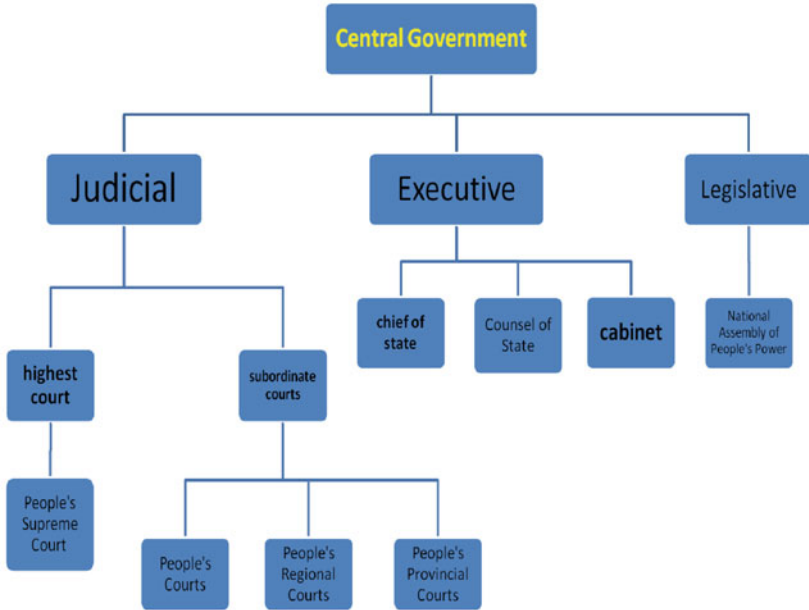 Central Government
Judicial
Executive
Legislative
chief of
state
Counsel of
State
cabinet
National
Assembly of
People's Power
highest
court
subordinate
courts
People's
Supreme
Court
People's
Courts
People's
Regional
Courts
People's
Provincial
Courts